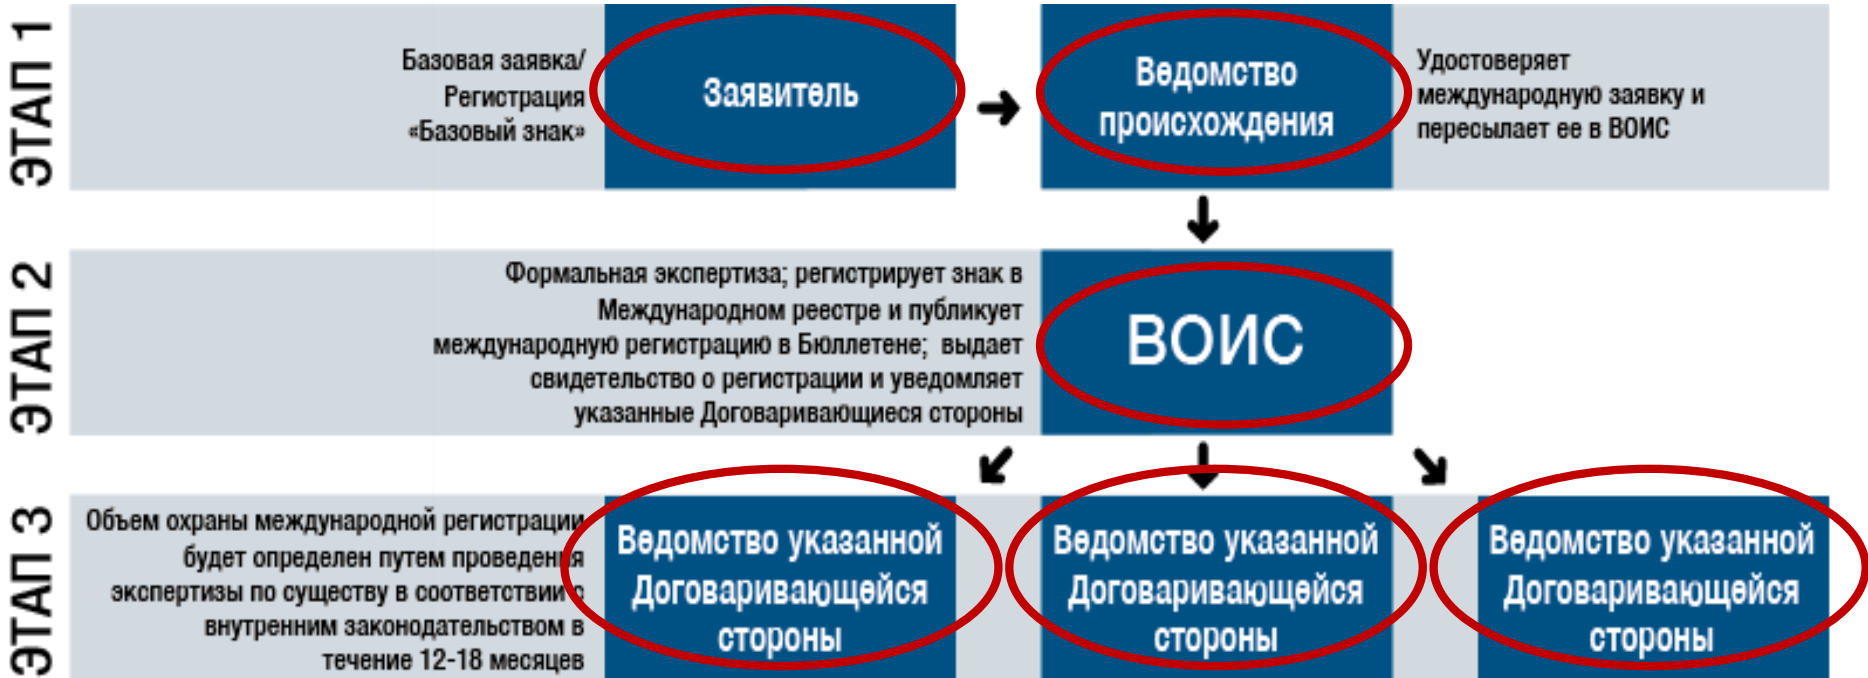 ЭТАП 1
Базовая заявка/
Регистрация
«Базовый знак»
Заявитель
Ведомство
происхождения
Удостоверяет
международную заявку и
пересылает ее в ВОИС
ЭТАП 2
Формальная экспертиза; регистрирует знак в
Международном реестре и публикует
международную регистрацию в Бюллетене; выдает
свидетельство о регистрации и уведомляет
указанные Договаривающиеся стороны
ВОИС
ЭТАП 3
Объем охраны международной регистрации
будет определен путем проведения
экспертизы по существу в соответствии с
внутренним законодательством в
течение 12-18 месяцев
Ведомство указанной
Договаривающейся
стороны
Ведомство указанной
Договаривающейся
стороны
Ведомство указанной
Договаривающейся
стороны